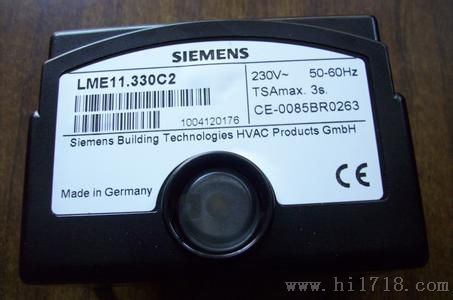 SIEMENS
LME11.330C2
230V~ 50-60Hz
TSAmax. 3s.
1004120176
CE-0085BR0263
Siemens Building Technologies HVAC Products GmbH
Made in Germany
CE
www.hi1718.com